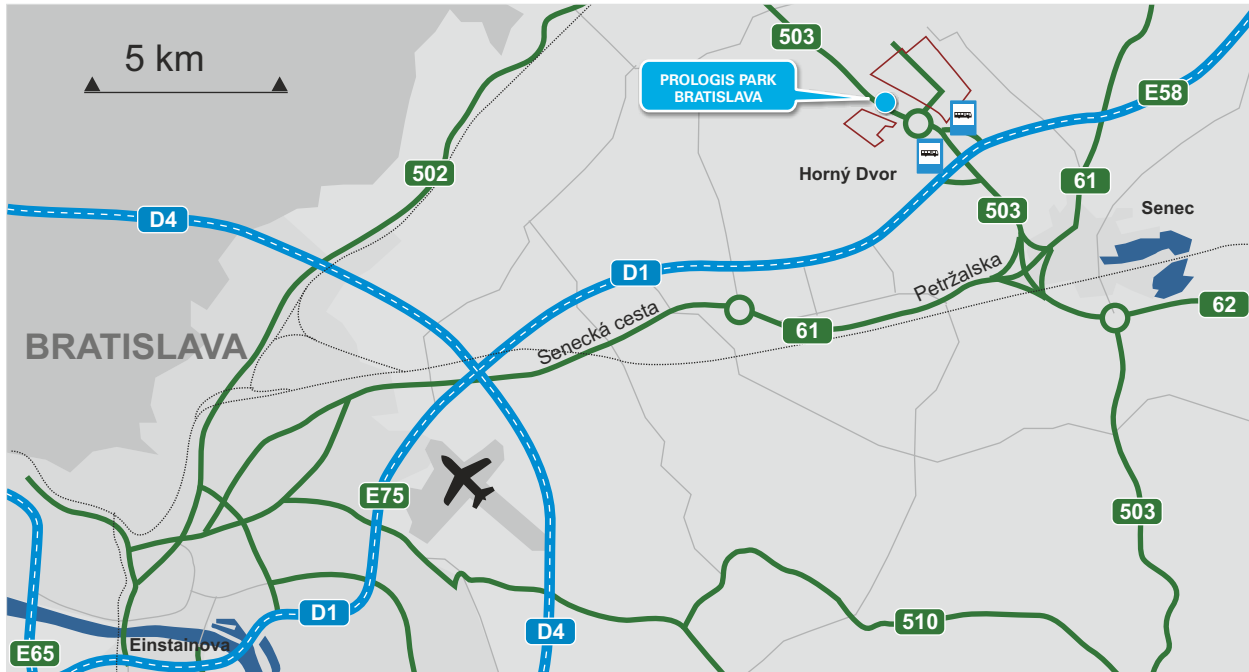 5 km
503
PROLOGIS PARK
BRATISLAVA
E58
502
Horný Dvor
61
503
Senec
D4
D1
Petržalska
62
BRATISLAVA
Senecká cesta
61
E75
503
D1
D4
510
Einstainova
E65